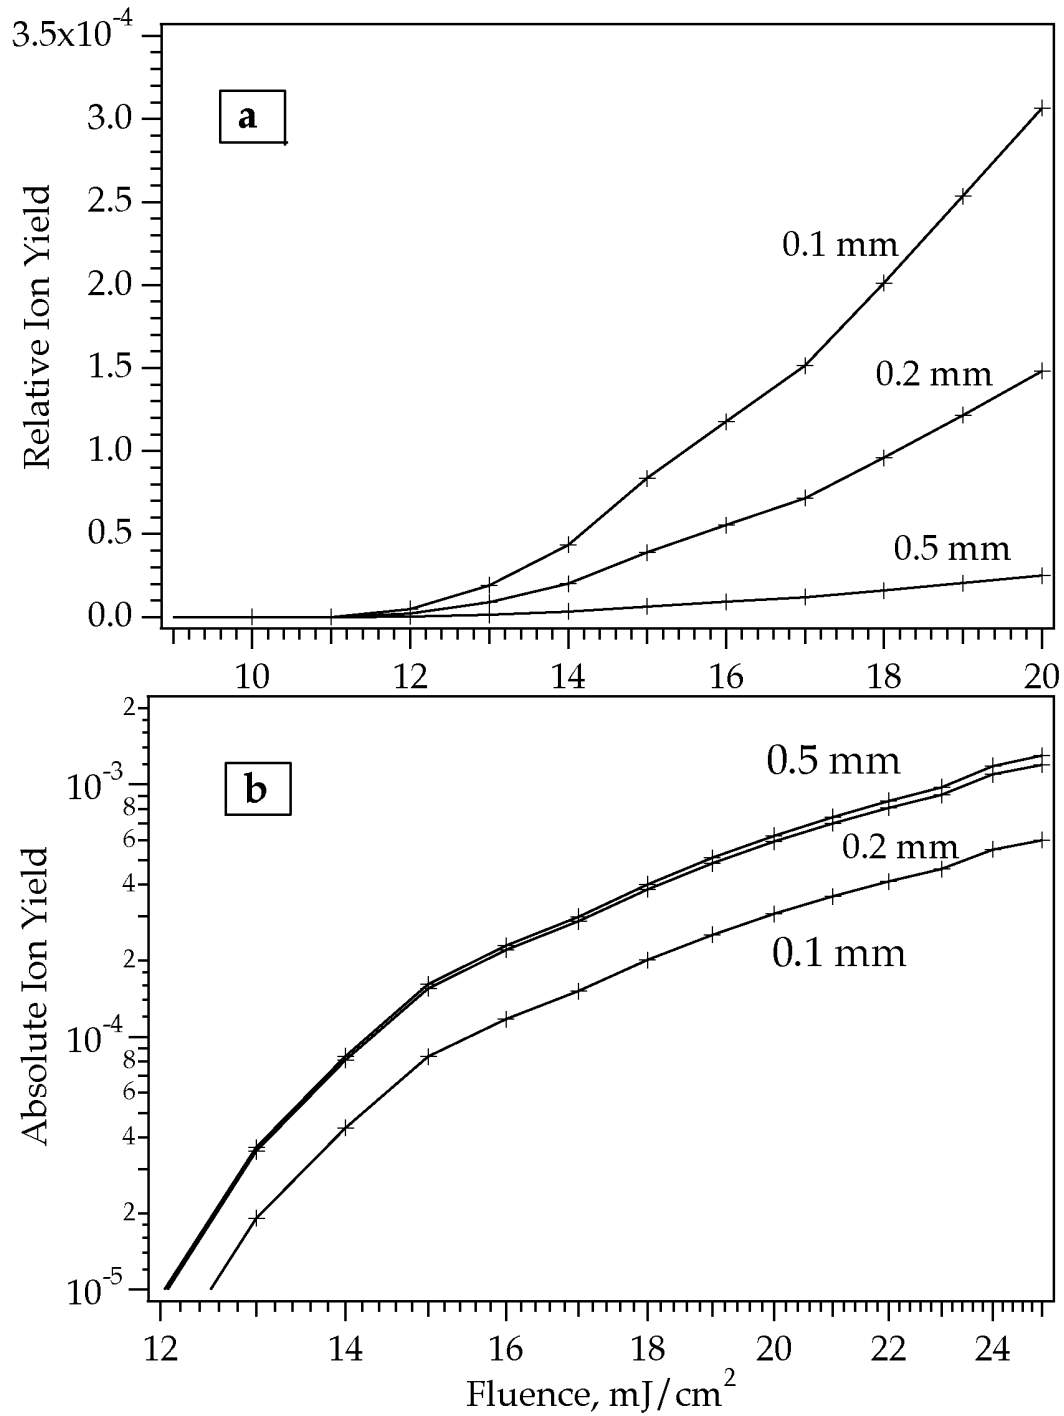 3.5x10-4
a
3.0
2.5
0.1 mm
2.0
0.2 mm
1.5
1.0
0.5 mm
0.5
0.0
Relative Ion Yield
10 12 14 16 18 20
2
0.5 mm
10-3
b
8
0.2 mm
6
4
0.1 mm
2
10-4
8
6
4
2
10-5
Absolute Ion Yield
12 14 16 18 20 22 24
Fluence, mJ/cm2